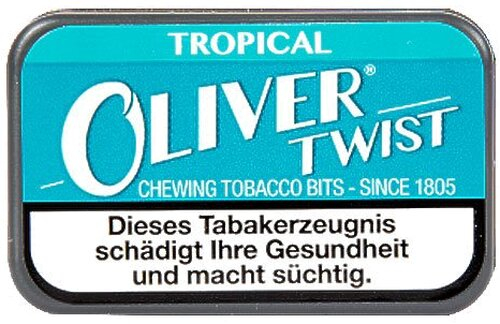 TROPICAL
OLIVER®
TWIST
CHEWING TOBACCO BITS - SINCE 1805
Dieses Tabakerzeugnis
schädigt Ihre Gesundheit
und macht süchtig.